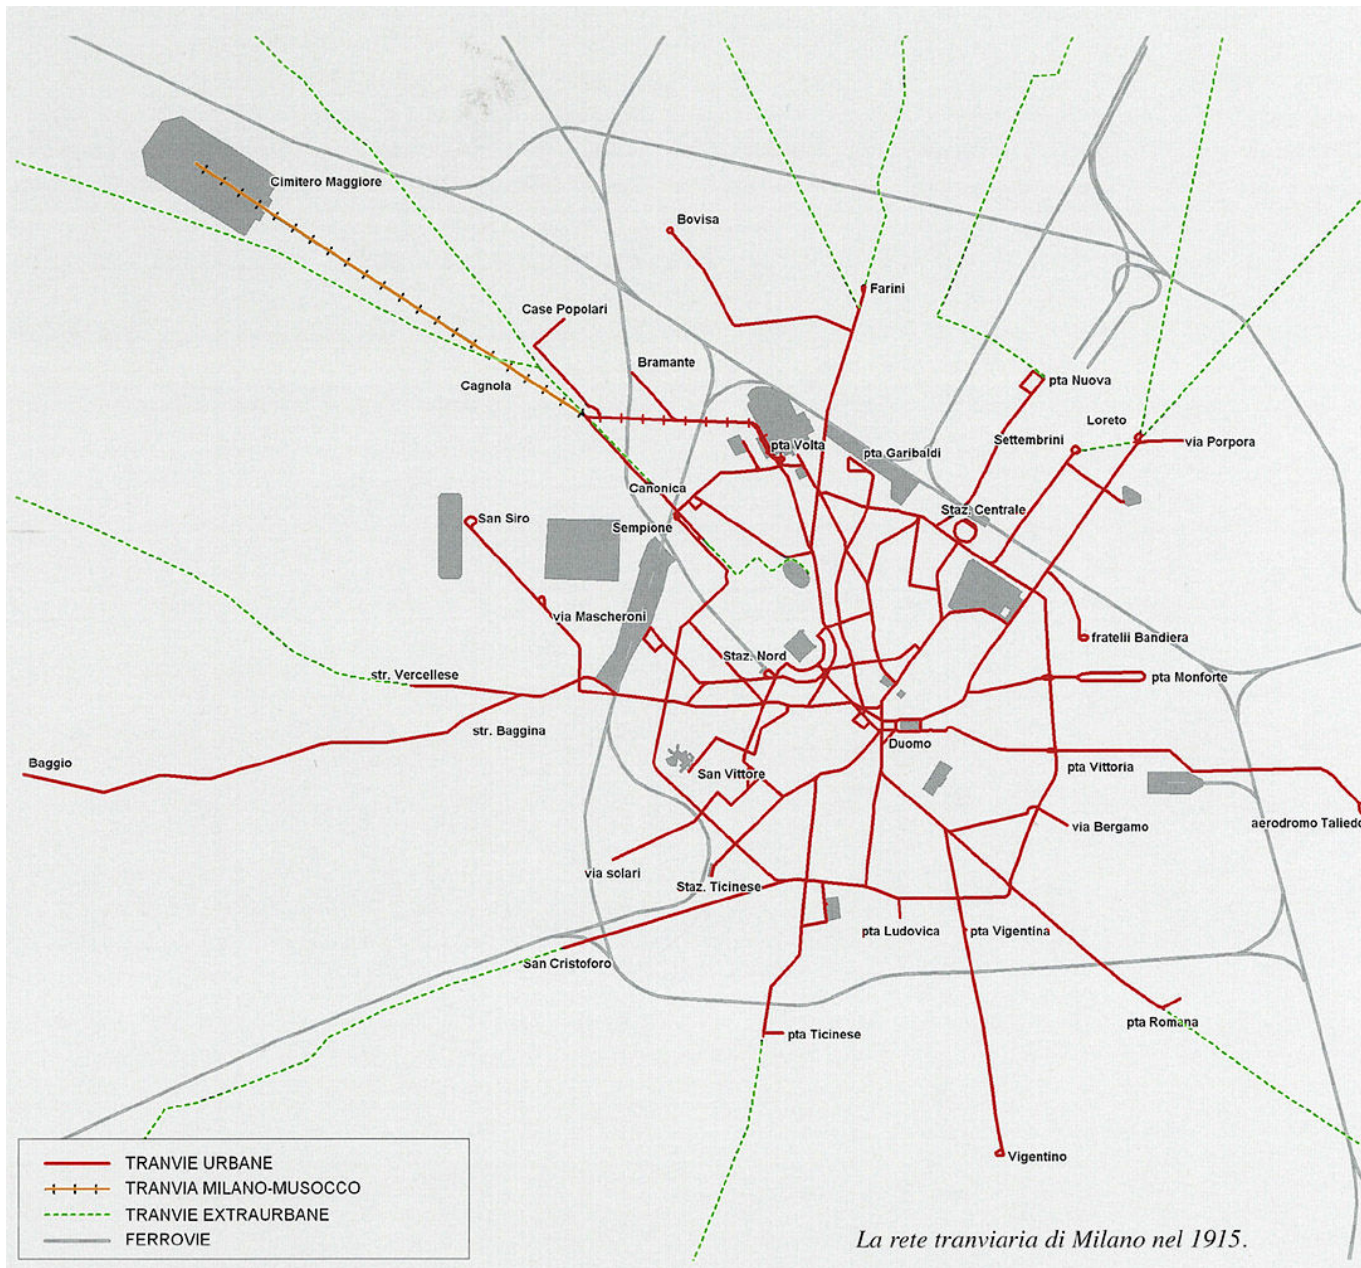 Cimitero Maggiore
Bovisa
Farini
Case Popolari
Bramante
Cagnola
pta Nuova
Loreto
Settembrini
via Porpora
pta Volta
pta Garibaldi
Canonica
Staz. Centrale
San Siro
Sempione
via Mascheroni
fratelii Bandiera
Staz. Nord
str. Vercellese
pta Monforte
str. Baggina
Duomo
Baggio
San Vittore
pta Vittoria
aerodromo Taliedo
via Bergamo
via solari
Staz. Ticinese
pta Ludovica
pta Vigentina
San Cristoforo
pta Romana
pta Ticinese
Vigentino
TRANVIE URBANE
TRANVIA MILANO-MUSOCCO
TRANVIE EXTRAURBANE
FERROVIE
La rete tranviaria di Milano nel 1915.